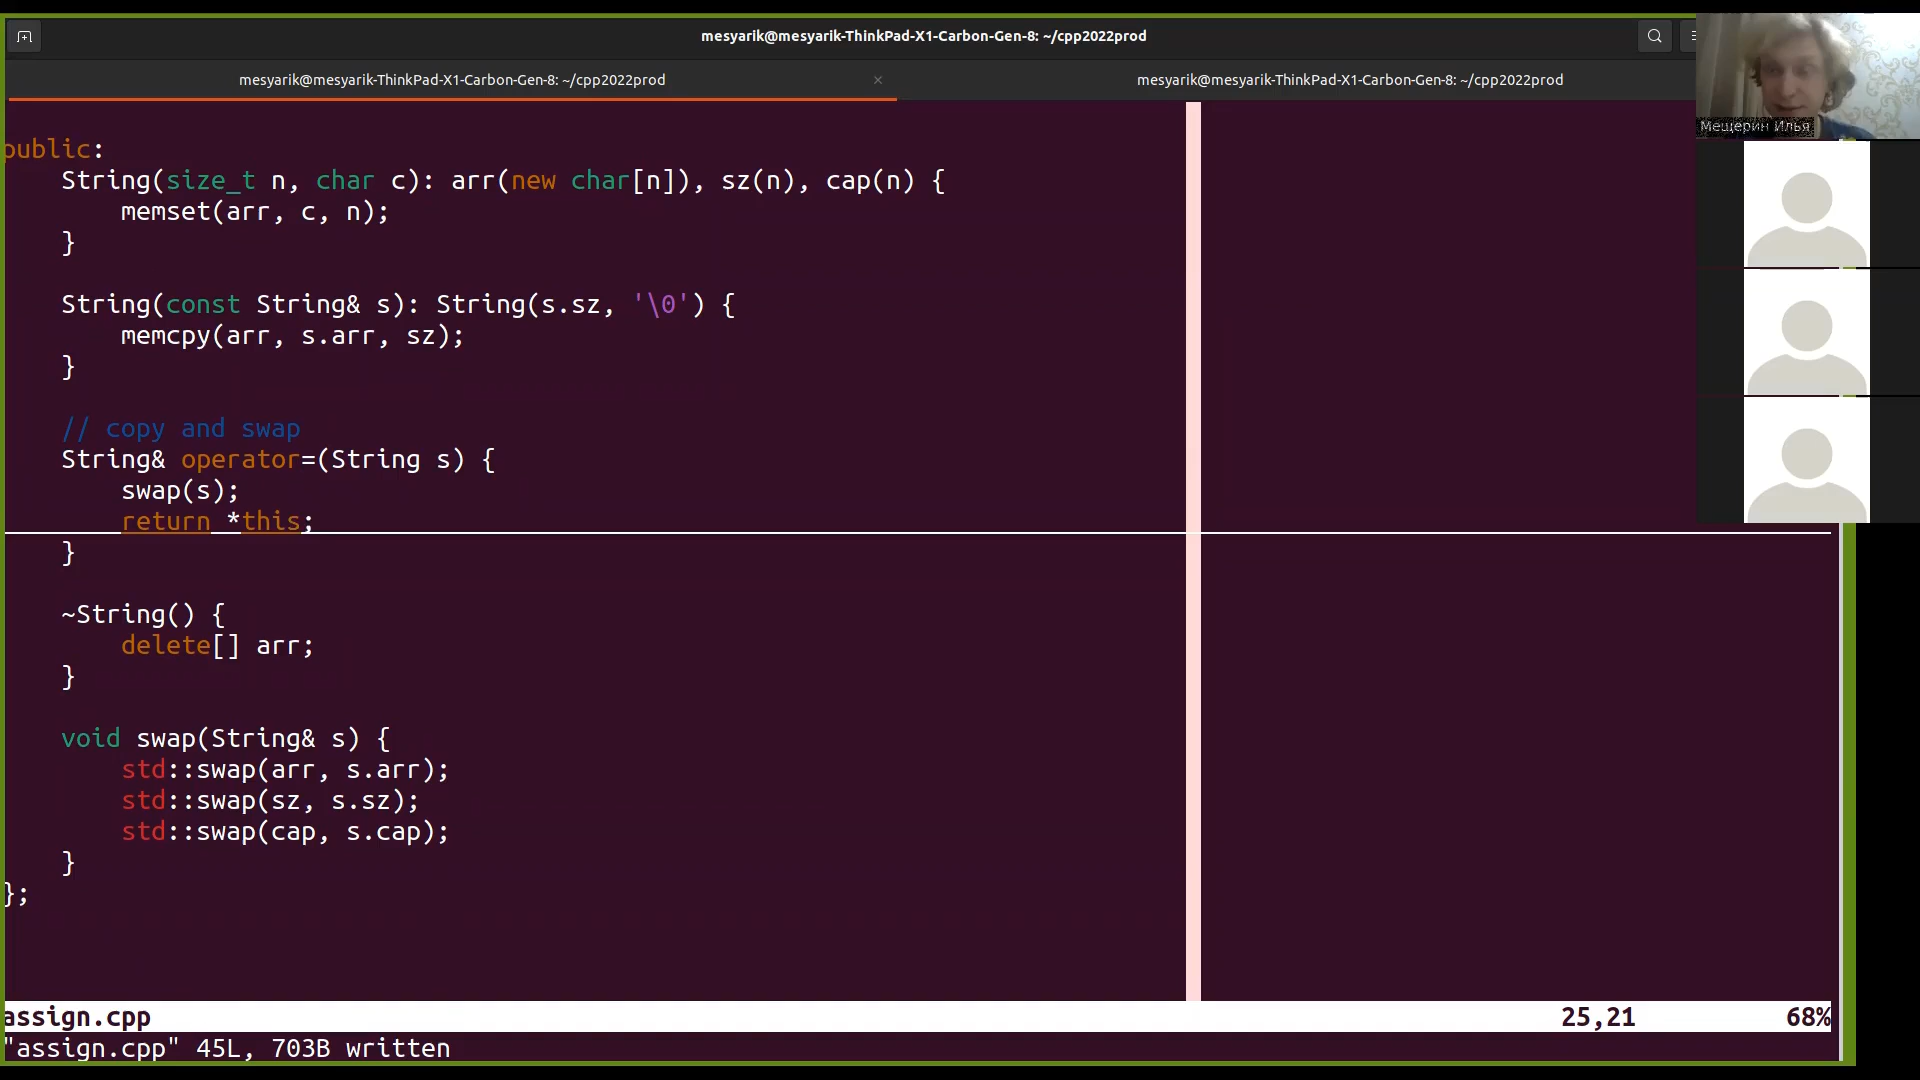 mesyarik@mesyarik-ThinkPad-X1-Carbon-Gen-8: ~/cpp2022prod
mesyarik@mesyarik-ThinkPad-X1-Carbon-Gen-8: ~/cpp2022prod
mesyarik@mesyarik-ThinkPad-X1-Carbon-Gen-8: ~/cpp2022prod
Мещерин Илья
public:
    String(size_t n, char c): arr(new char[n]), sz(n), cap(n) {
        memset(arr, c, n);
    }
    String(const String& s): String(s.sz, '\0') {
        memcpy(arr, s.arr, sz);
    }
    // copy and swap
    String& operator=(String s) {
        swap(s);
        return *this;
    }
    ~String() {
        delete[] arr;
    }
    void swap(String& s) {
        std::swap(arr, s.arr);
        std::swap(sz, s.sz);
        std::swap(cap, s.cap);
    }
};
assign.cpp 25,21 68%
"assign.cpp" 45L, 703B written